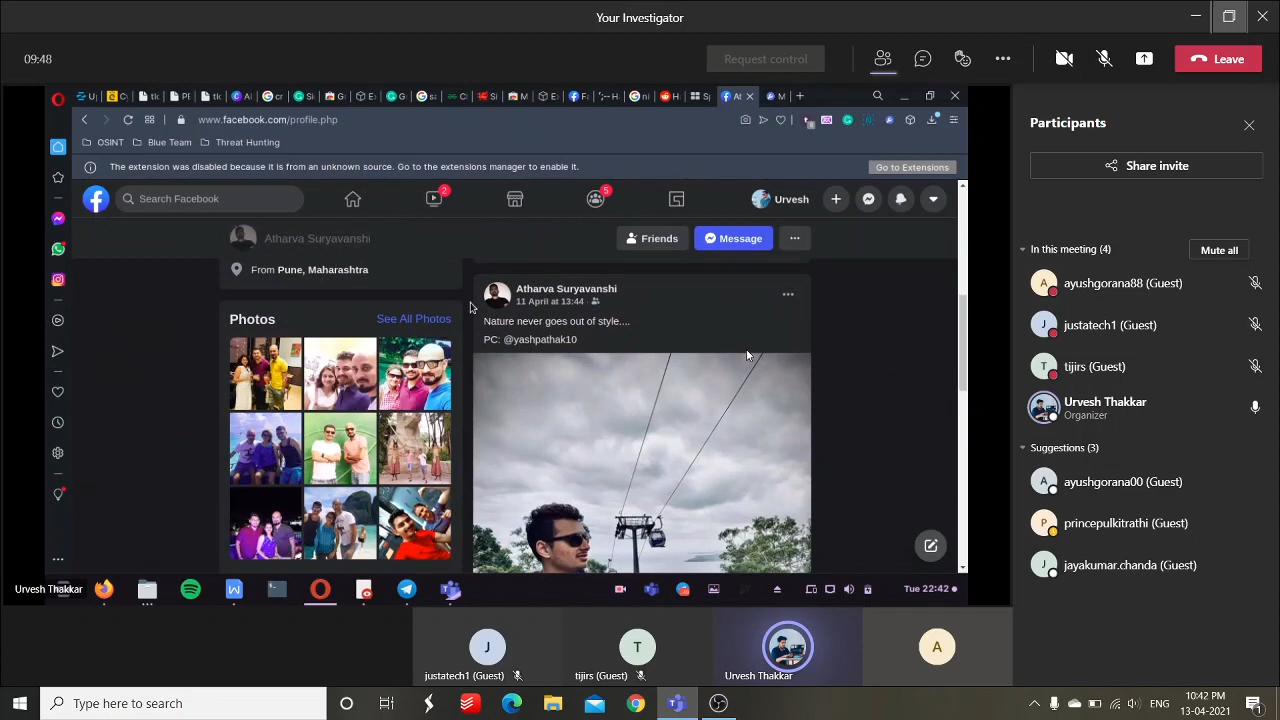 Your Investigator
09:48
Request control
Leave
www.facebook.com/profile.php
OSINT
Blue Team
Threat Hunting
The extension was disabled because it is from an unknown source. Go to the extensions manager to enable it.
Go to Extensions
Search Facebook
2
5
Urvesh
Atharva Suryavanshi
Friends
Message
From Pune, Maharashtra
Photos
See All Photos
Atharva Suryavanshi
11 April at 13:44
Nature never goes out of style....
PC: @yashpathak10
Urvesh Thakkar
Tue 22:42
Participants
Share invite
In this meeting (4)
Mute all
A
ayushgorana88 (Guest)
J
justatech1 (Guest)
T
tijirs (Guest)
Urvesh Thakkar
Organizer
Suggestions (3)
A
ayushgorana00 (Guest)
P
princepulkitrathi (Guest)
J
jayakumar.chanda (Guest)
J
justatech1 (Guest)
T
tijirs (Guest)
Urvesh Thakkar
A
Type here to search
ENG
10:42 PM
13-04-2021